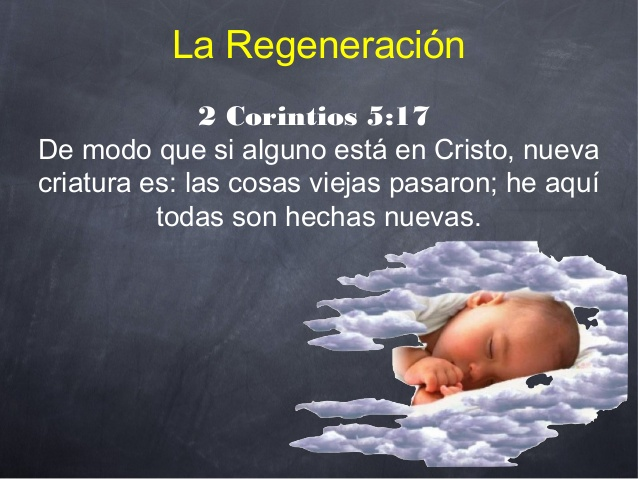 La Regeneración
2 Corintios 5:17
De modo que si alguno está en Cristo, nueva
criatura es: las cosas viejas pasaron; he aquí
todas son hechas nuevas.